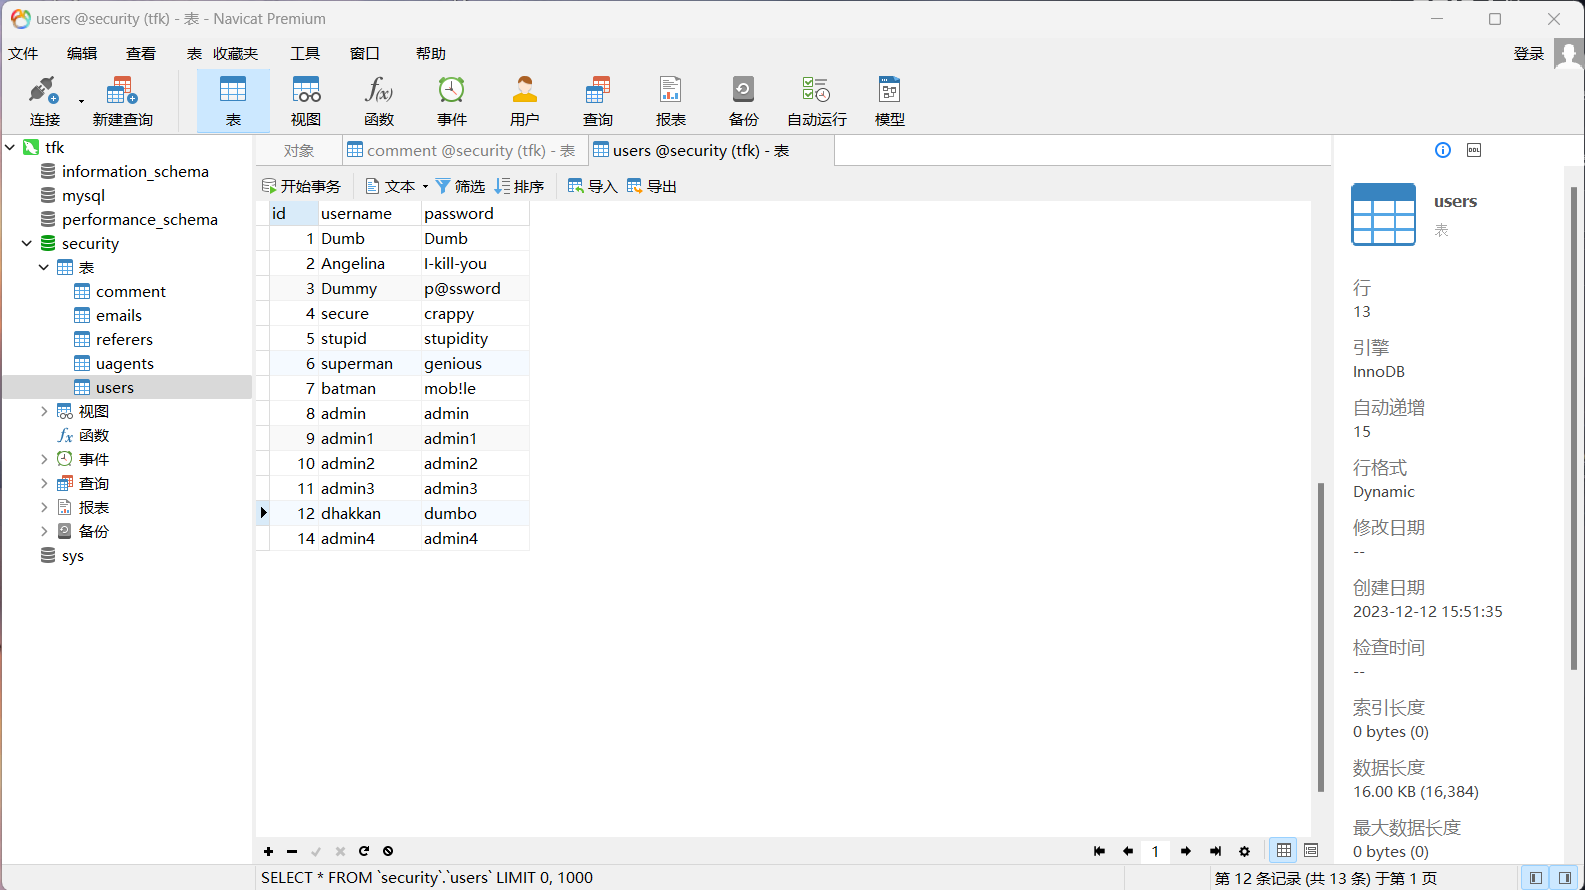 users @security (tfk) - 表 - Navicat Premium
文件 编辑 查看 表 收藏夹 工具 窗口 帮助 登录
连接 新建查询 表 视图 函数 事件 用户 查询 报表 备份 自动运行 模型
tfk
information_schema
mysql
performance_schema
security
表
comment
emails
referers
uagents
users
视图
函数
事件
查询
报表
备份
sys
对象 comment @security (tfk) - 表 users @security (tfk) - 表
开始事务 文本 筛选 排序 导入 导出
id username password
1 Dumb Dumb
2 Angelina I-kill-you
3 Dummy p@ssword
4 secure crappy
5 stupid stupidity
6 superman genious
7 batman mob!le
8 admin admin
9 admin1 admin1
10 admin2 admin2
11 admin3 admin3
12 dhakkan dumbo
14 admin4 admin4
DDL
users
表
行
13
引擎
InnoDB
自动递增
15
行格式
Dynamic
修改日期
--
创建日期
2023-12-12 15:51:35
检查时间
--
索引长度
0 bytes (0)
数据长度
16.00 KB (16,384)
最大数据长度
0 bytes (0)
1
SELECT * FROM `security`.`users` LIMIT 0, 1000
第 12 条记录 (共 13 条) 于第 1 页